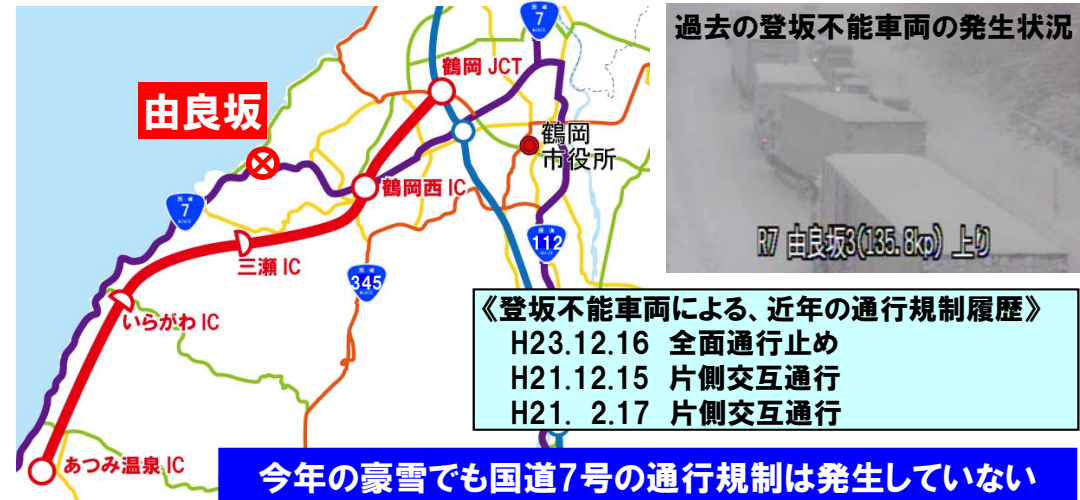 過去の登坂不能車両の発生状況
7
鶴岡 JCT
由良坂
鶴岡
市役所
鶴岡西 IC
7
112
三瀬 IC
345
R7 由良坂3(135.8kp) 上り
いらがわ IC
《登坂不能車両による、近年の通行規制履歴》
H23.12.16 全面通行止め
H21.12.15 片側交互通行
H21. 2.17 片側交互通行
あつみ温泉 IC
今年の豪雪でも国道7号の通行規制は発生していない